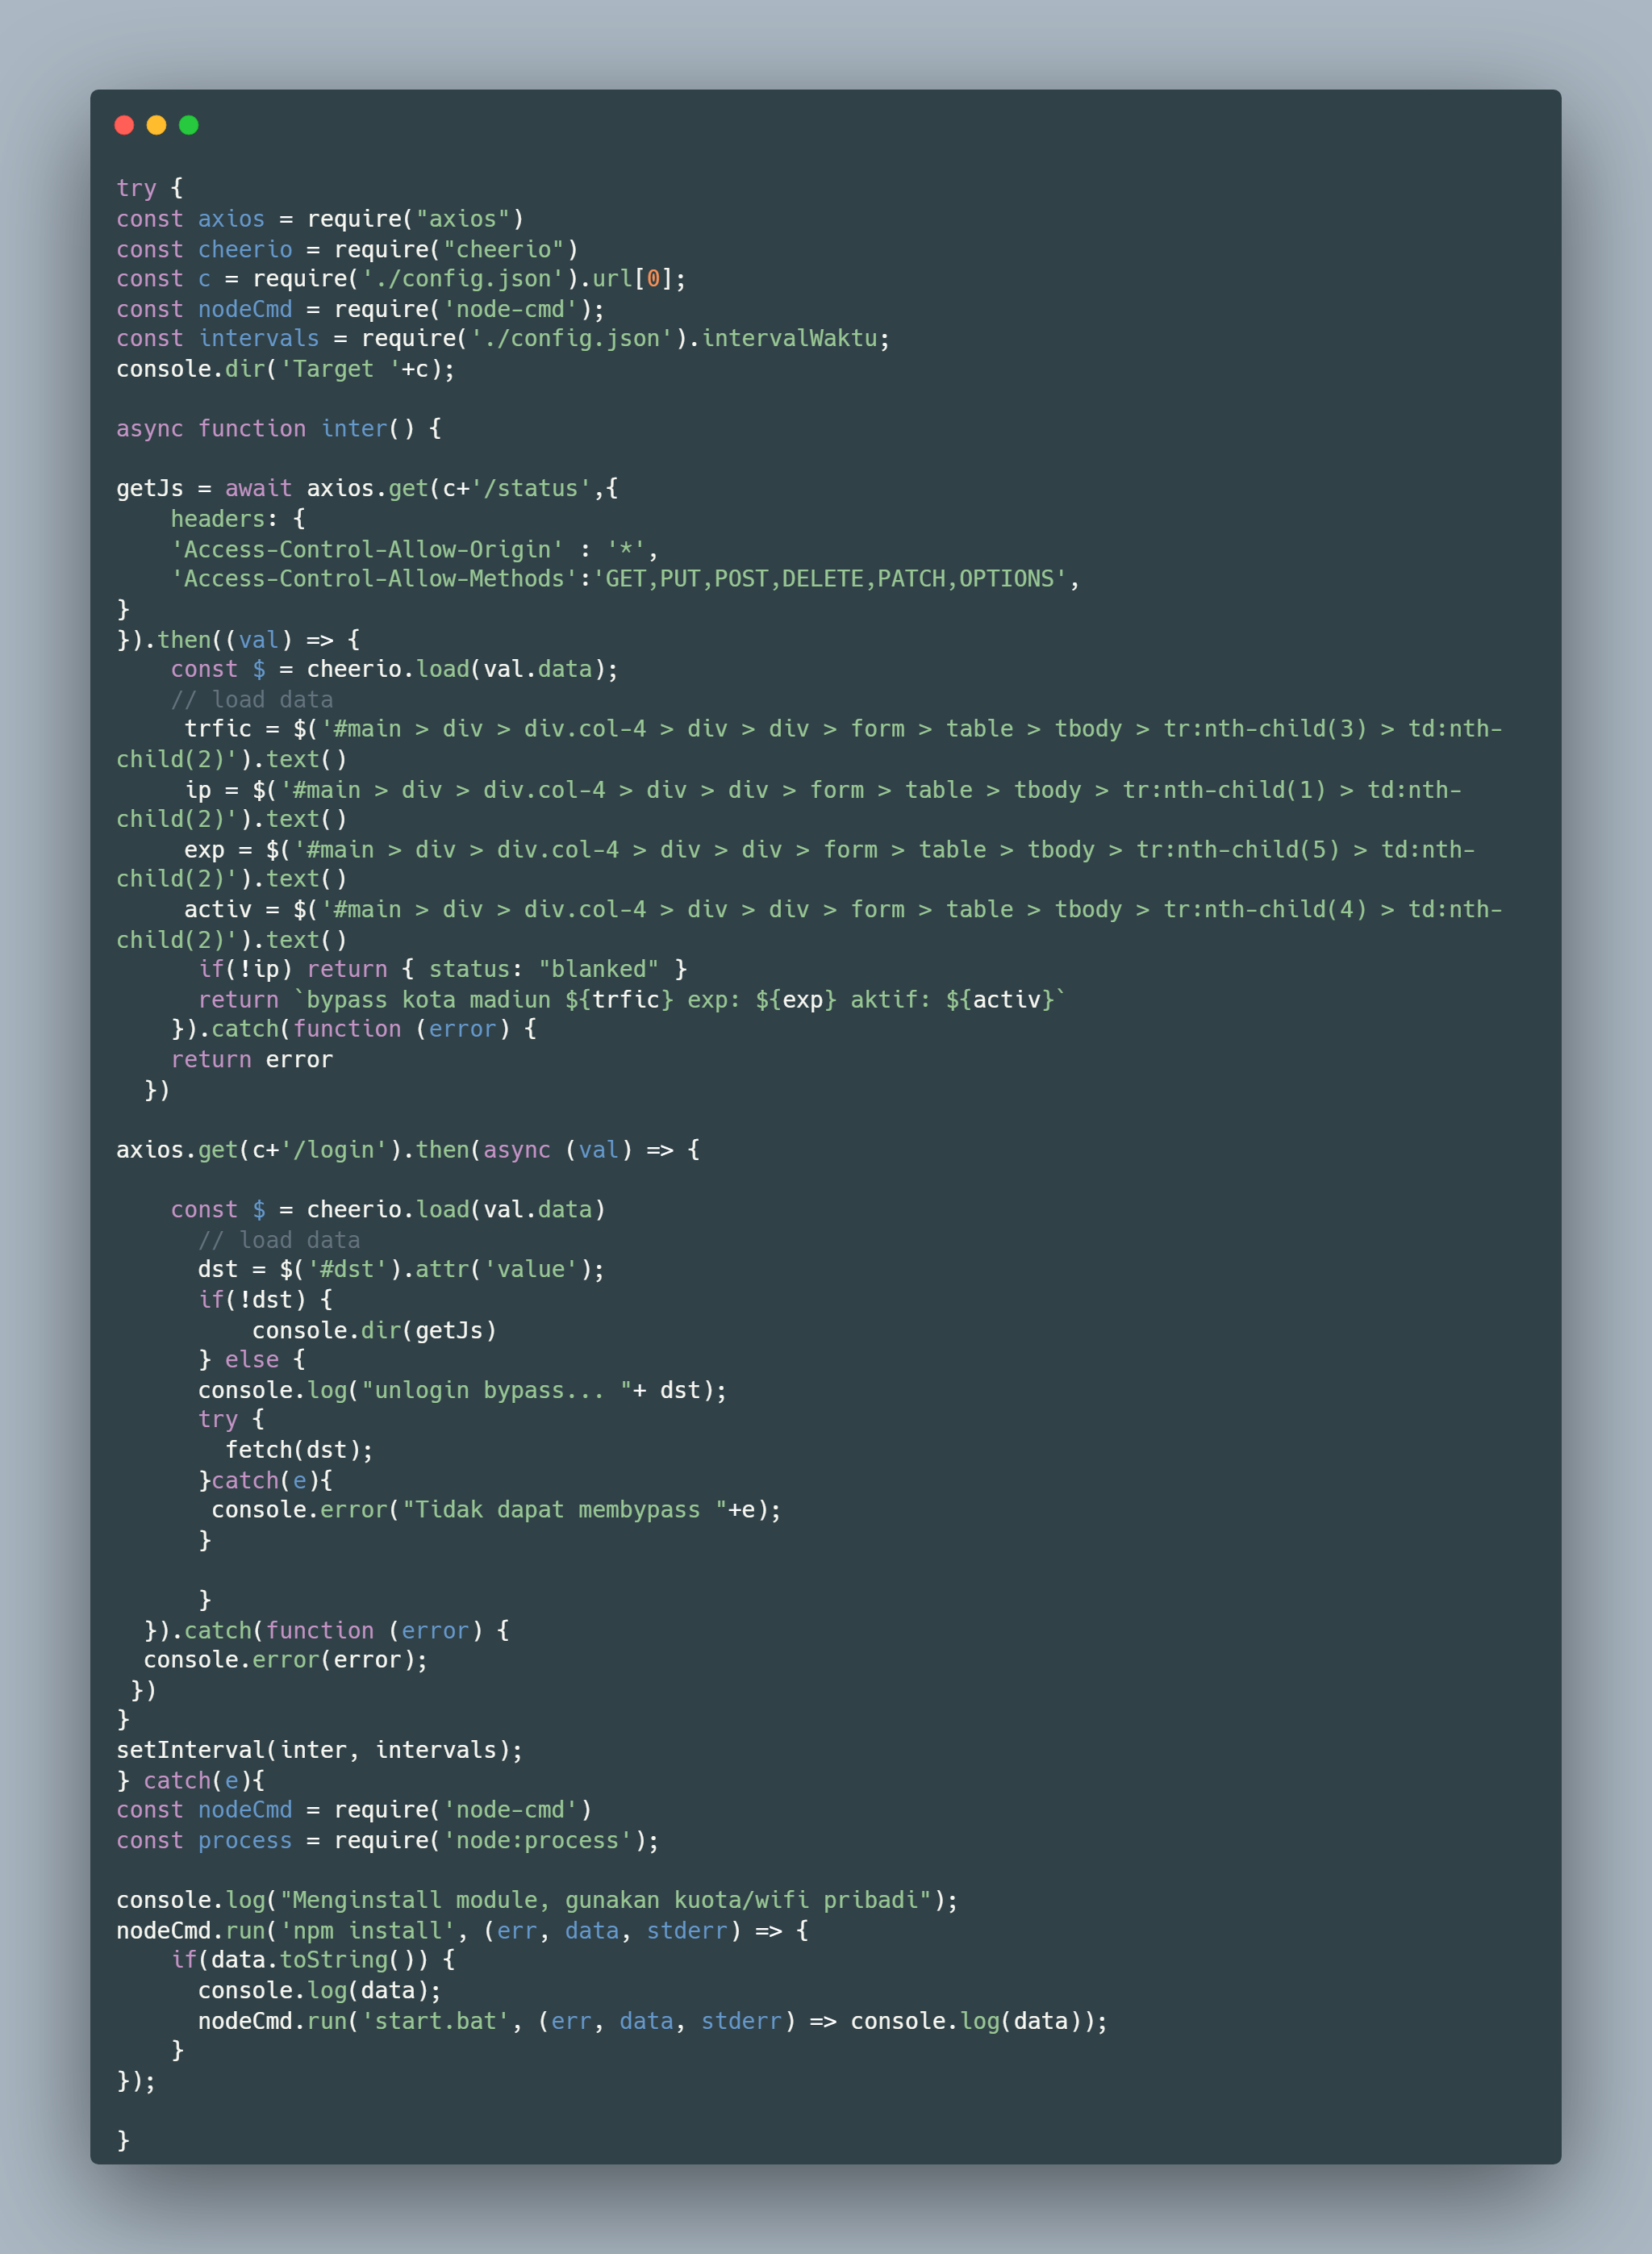 try {
const axios = require("axios")
const cheerio = require("cheerio")
const c = require('./config.json').url[0];
const nodeCmd = require('node-cmd');
const intervals = require('./config.json').intervalWaktu;
console.dir('Target '+c);

async function inter() {

getJs = await axios.get(c+'/status',{
    headers: {
    'Access-Control-Allow-Origin' : '*',
    'Access-Control-Allow-Methods':'GET,PUT,POST,DELETE,PATCH,OPTIONS',
}
}).then((val) => {
    const $ = cheerio.load(val.data);
    // load data
     trfic = $('#main > div > div.col-4 > div > div > form > table > tbody > tr:nth-child(3) > td:nth-
child(2)').text()
     ip = $('#main > div > div.col-4 > div > div > form > table > tbody > tr:nth-child(1) > td:nth-
child(2)').text()
     exp = $('#main > div > div.col-4 > div > div > form > table > tbody > tr:nth-child(5) > td:nth-
child(2)').text()
     activ = $('#main > div > div.col-4 > div > div > form > table > tbody > tr:nth-child(4) > td:nth-
child(2)').text()
      if(!ip) return { status: "blanked" }
      return `bypass kota madiun ${trfic} exp: ${exp} aktif: ${activ}`
    }).catch(function (error) {
    return error
  })

axios.get(c+'/login').then(async (val) => {

    const $ = cheerio.load(val.data)
      // load data
      dst = $('#dst').attr('value');
      if(!dst) {
          console.dir(getJs)
      } else {
      console.log("unlogin bypass... "+ dst);
      try {
        fetch(dst);
      }catch(e){
       console.error("Tidak dapat membypass "+e);
      }

      }
  }).catch(function (error) {
  console.error(error);
 })
}
setInterval(inter, intervals);
} catch(e){
const nodeCmd = require('node-cmd')
const process = require('node:process');

console.log("Menginstall module, gunakan kuota/wifi pribadi");
nodeCmd.run('npm install', (err, data, stderr) => {
    if(data.toString()) {
      console.log(data);
      nodeCmd.run('start.bat', (err, data, stderr) => console.log(data));
    }
});

}